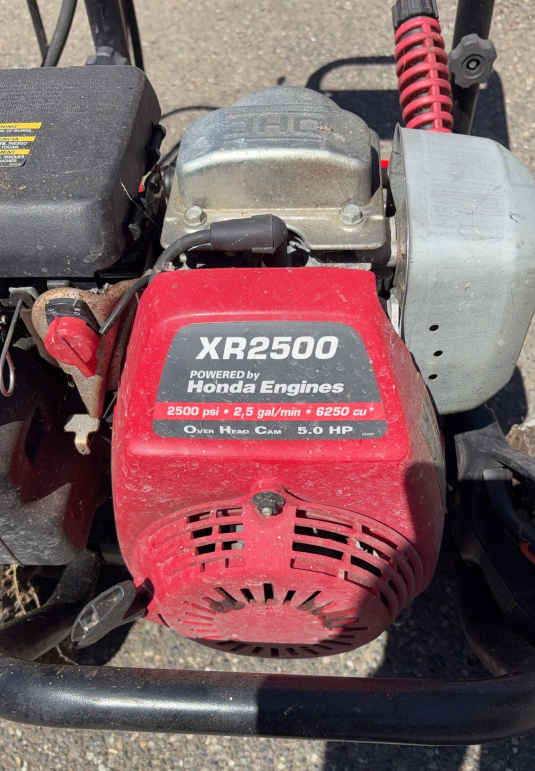 OHC
XR2500
POWERED by
Honda Engines
2500 psi • 2,5 gal/min • 6250 cu*
OVER HEAD CAM 5.0 HP